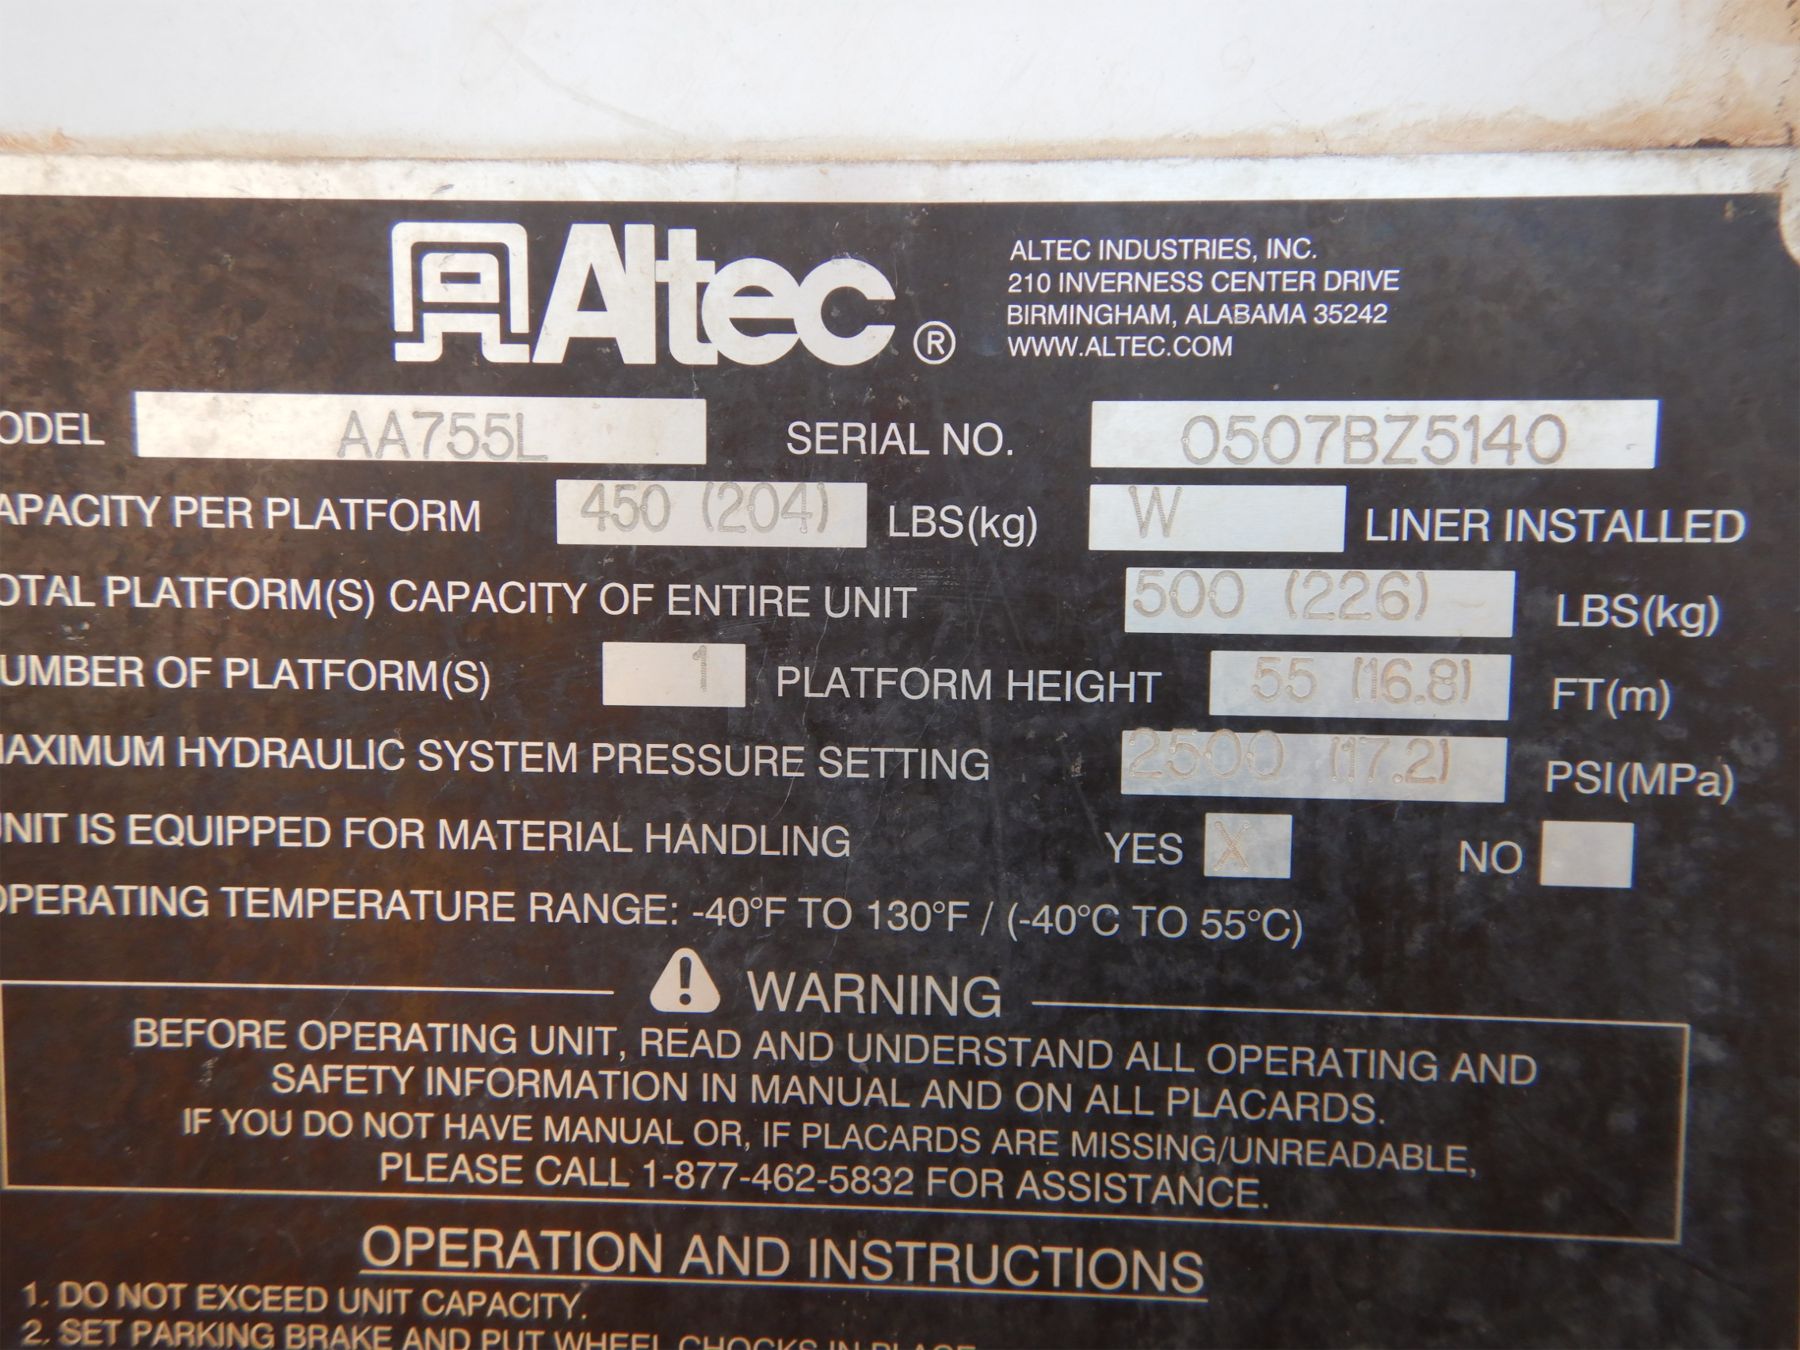 Altec ®
ALTEC INDUSTRIES, INC.
210 INVERNESS CENTER DRIVE
BIRMINGHAM, ALABAMA 35242
WWW.ALTEC.COM
ODEL AA755L SERIAL NO. 0507BZ5140
APACITY PER PLATFORM 450 (204) LBS(kg) W LINER INSTALLED
OTAL PLATFORM(S) CAPACITY OF ENTIRE UNIT 500 (226) LBS(kg)
UMBER OF PLATFORM(S) 1 PLATFORM HEIGHT 55 (16.8) FT(m)
MAXIMUM HYDRAULIC SYSTEM PRESSURE SETTING 2500 (17.2) PSI(MPa)
UNIT IS EQUIPPED FOR MATERIAL HANDLING YES X NO
OPERATING TEMPERATURE RANGE: -40°F TO 130°F / (-40°C TO 55°C)
WARNING
BEFORE OPERATING UNIT, READ AND UNDERSTAND ALL OPERATING AND
SAFETY INFORMATION IN MANUAL AND ON ALL PLACARDS.
IF YOU DO NOT HAVE MANUAL OR, IF PLACARDS ARE MISSING/UNREADABLE,
PLEASE CALL 1-877-462-5832 FOR ASSISTANCE.
OPERATION AND INSTRUCTIONS
1. DO NOT EXCEED UNIT CAPACITY.
2. SET PARKING BRAKE AND PUT WHEEL CHOCKS IN PLACE